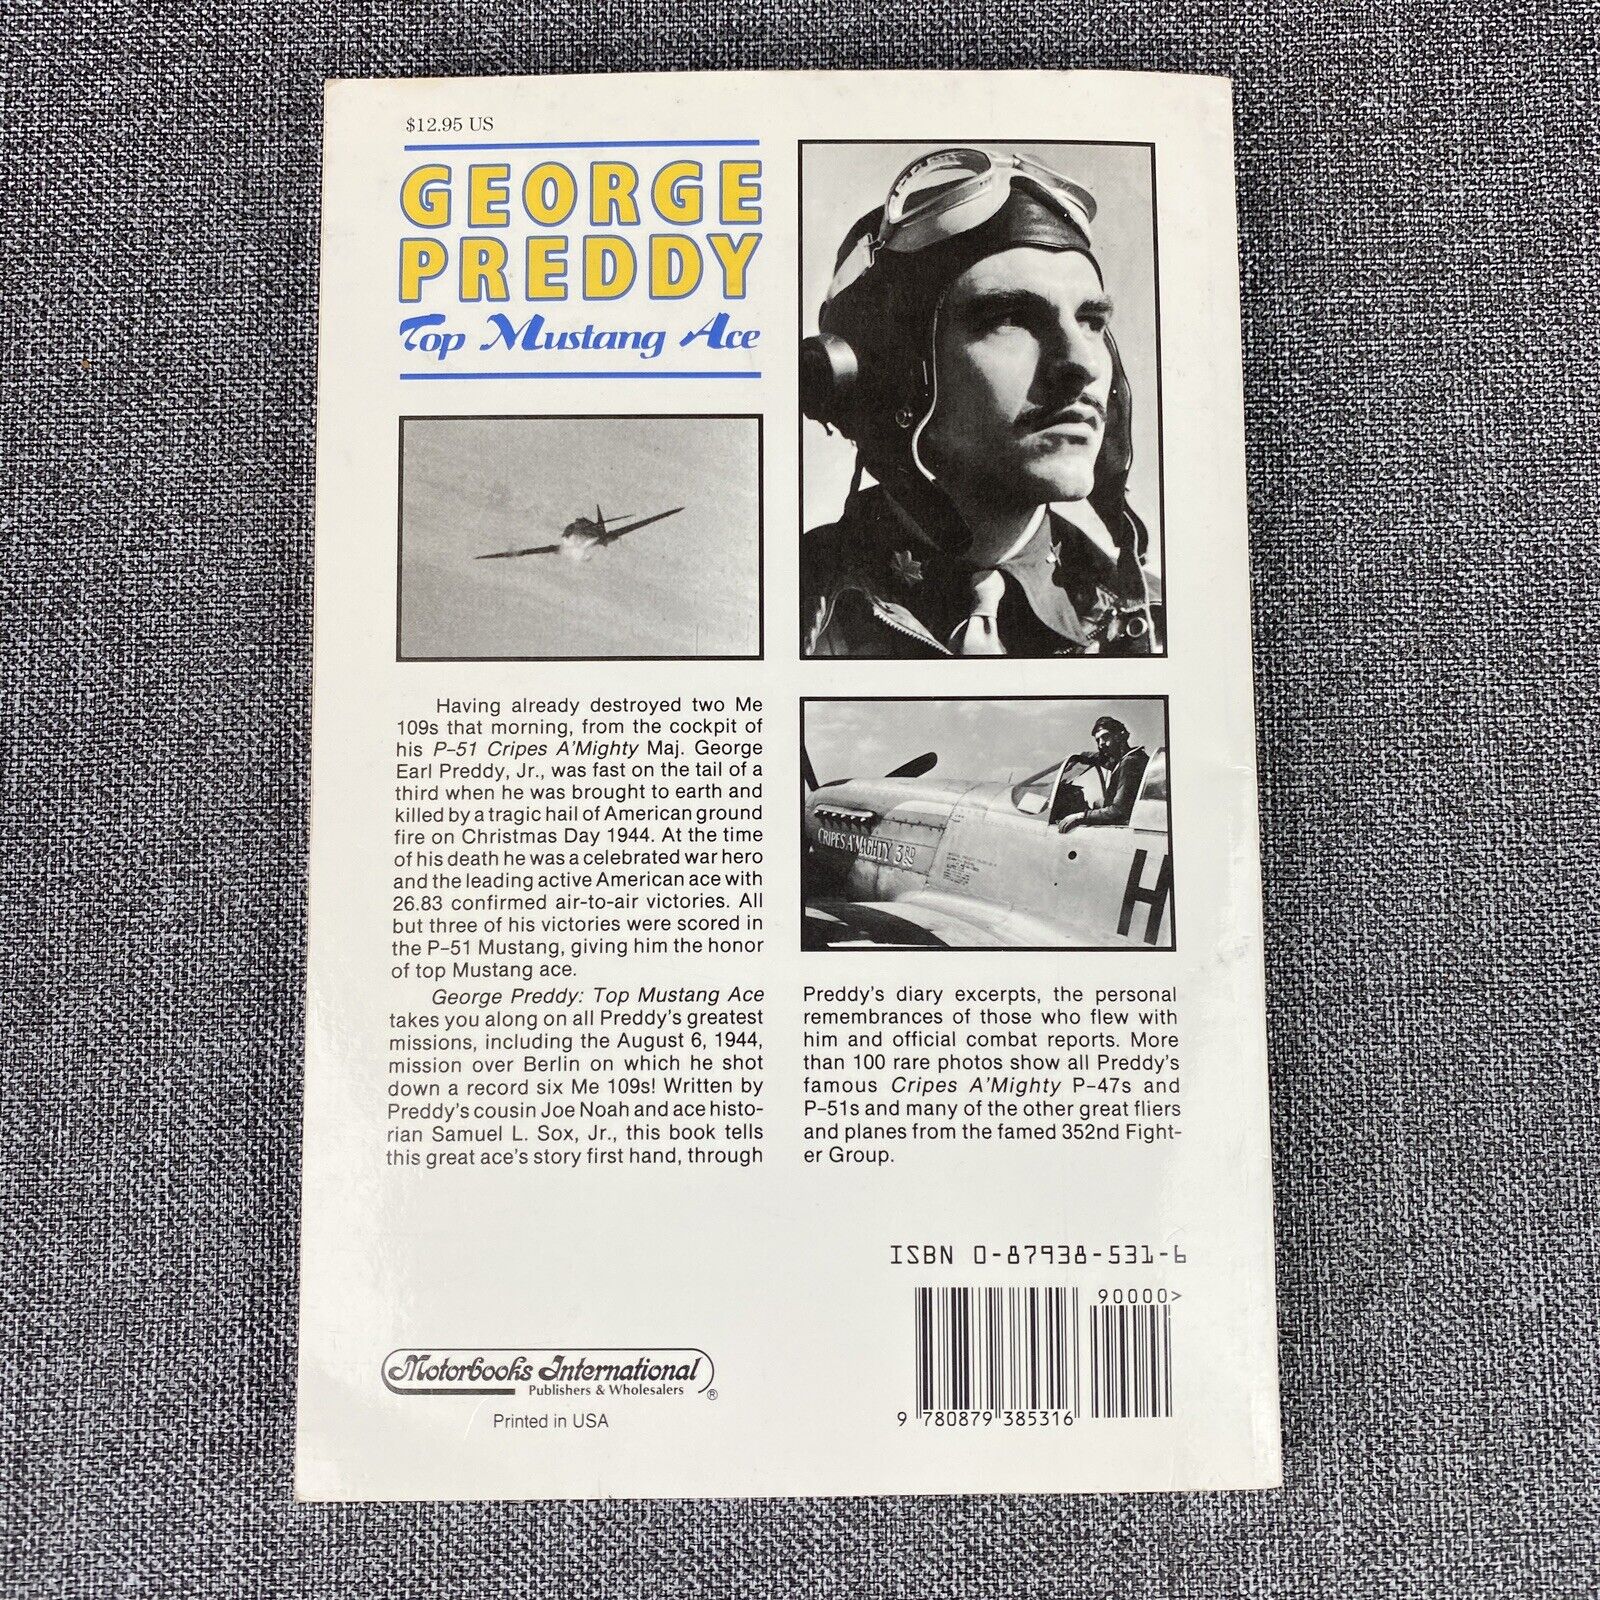 $12.95 US
GEORGE
PREDDY
Top Mustang Ace
Having already destroyed two Me
109s that morning, from the cockpit of
his P-51 Cripes A'Mighty Maj. George
Earl Preddy, Jr., was fast on the tail of a
third when he was brought to earth and
killed by a tragic hail of American ground
fire on Christmas Day 1944. At the time
of his death he was a celebrated war hero
and the leading active American ace with
26.83 confirmed air-to-air victories. All
but three of his victories were scored in
the P-51 Mustang, giving him the honor
of top Mustang ace.
George Preddy: Top Mustang Ace
takes you along on all Preddy's greatest
missions, including the August 6, 1944,
mission over Berlin on which he shot
down a record six Me 109s! Written by
Preddy's cousin Joe Noah and ace histo-
rian Samuel L. Sox, Jr., this book tells
this great ace's story first hand, through
CRIPES A'MIGHTY 3RD
H
Preddy's diary excerpts, the personal
remembrances of those who flew with
him and official combat reports. More
than 100 rare photos show all Preddy's
famous Cripes A'Mighty P-47s and
P-51s and many of the other great fliers
and planes from the famed 352nd Fight-
er Group.
ISBN 0-87938-531-6
90000>
9 780879 385316
Motorbooks International
Publishers & Wholesalers ®
Printed in USA